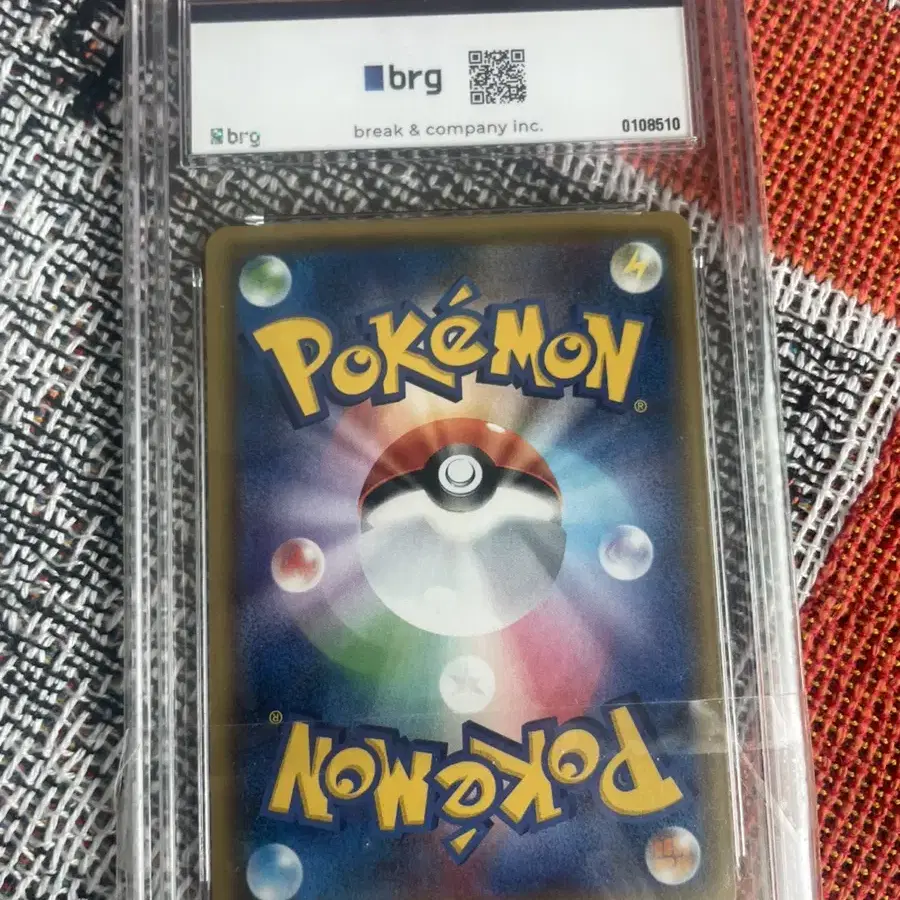 brg
brg
break & company inc.
0108510
POKéMON
®
®
POKéMON